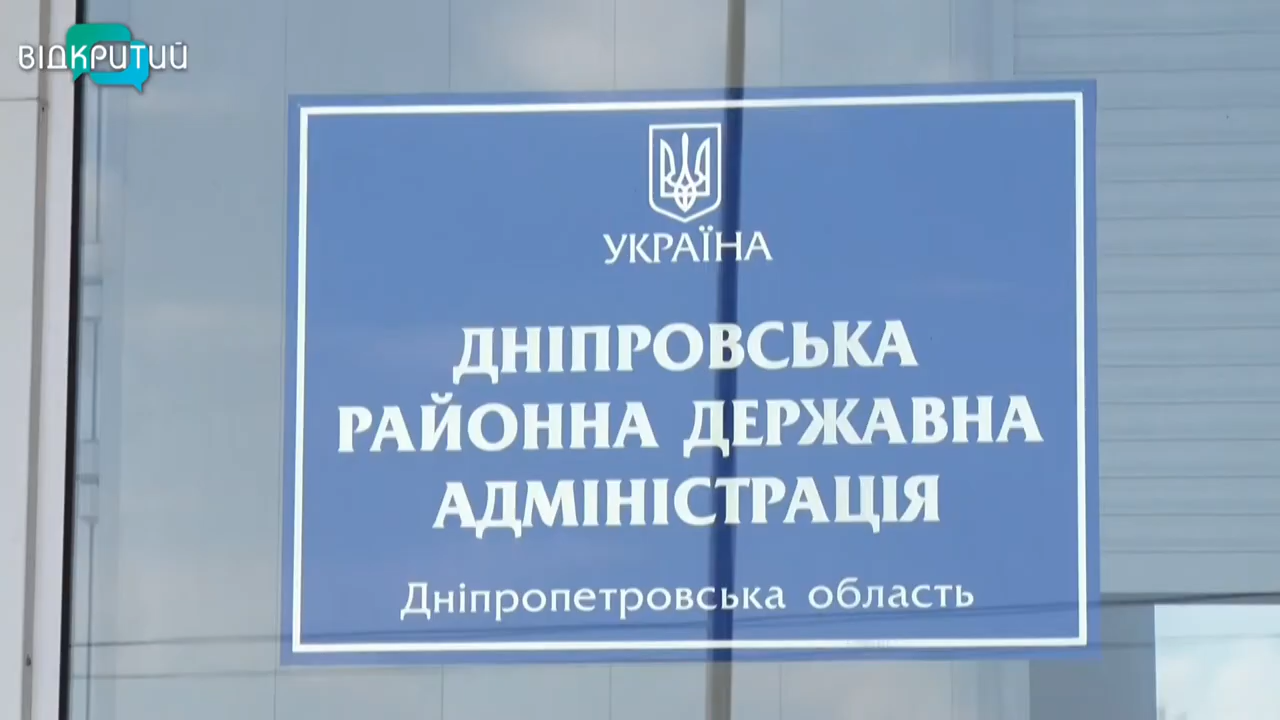 ВІДКРИТИЙ
УКРАЇНА
ДНІПРОВСЬКА
РАЙОННА ДЕРЖАВНА
АДМІНІСТРАЦІЯ
Дніпропетровська область